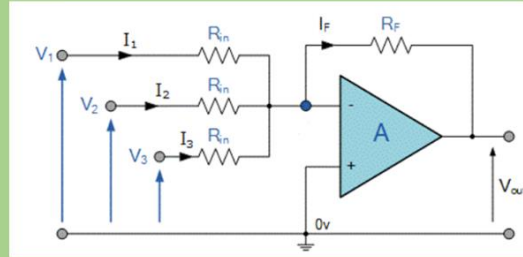 V1 I1 Rin IF RF
V2 I2 Rin - A
V3 I3 Rin +
0v Vou